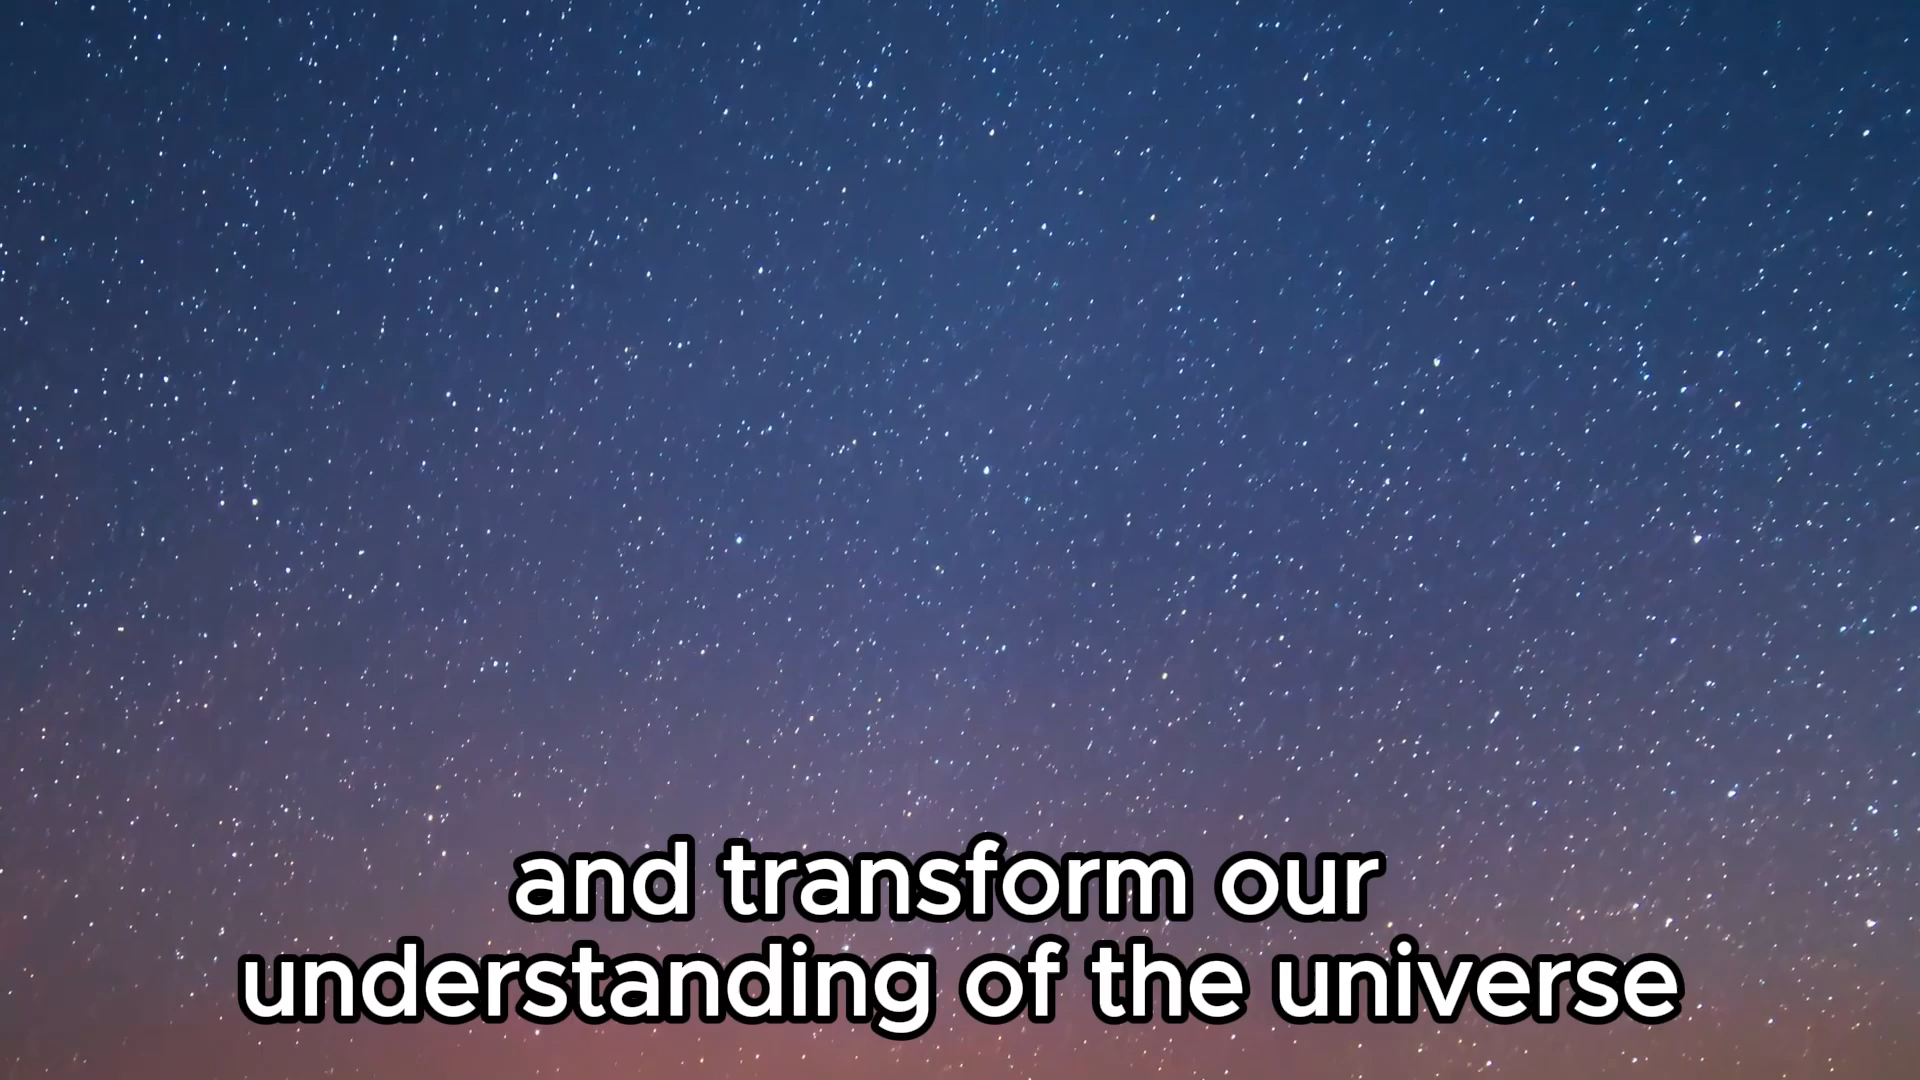 and transform our
understanding of the universe